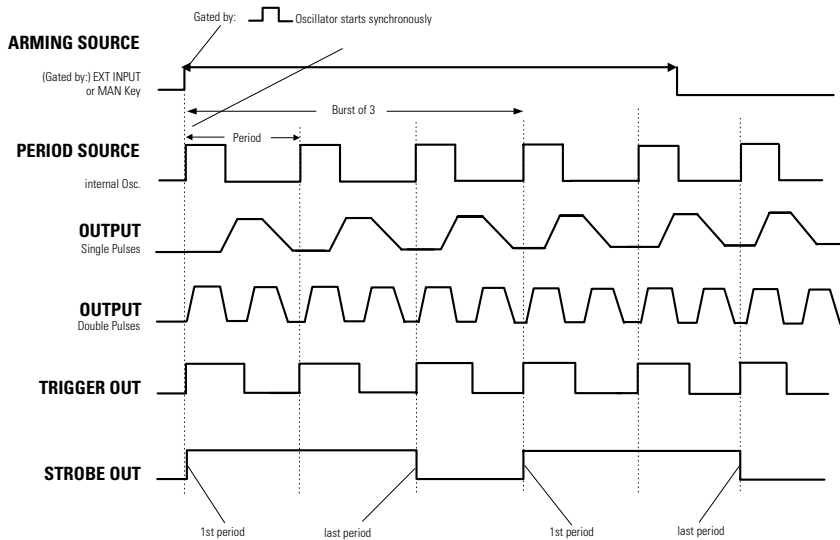 Gated by: Oscillator starts synchronously
ARMING SOURCE
(Gated by:) EXT INPUT
or MAN Key
Burst of 3
Period
PERIOD SOURCE
internal Osc.
OUTPUT
Single Pulses
OUTPUT
Double Pulses
TRIGGER OUT
STROBE OUT
1st period
last period
1st period
last period